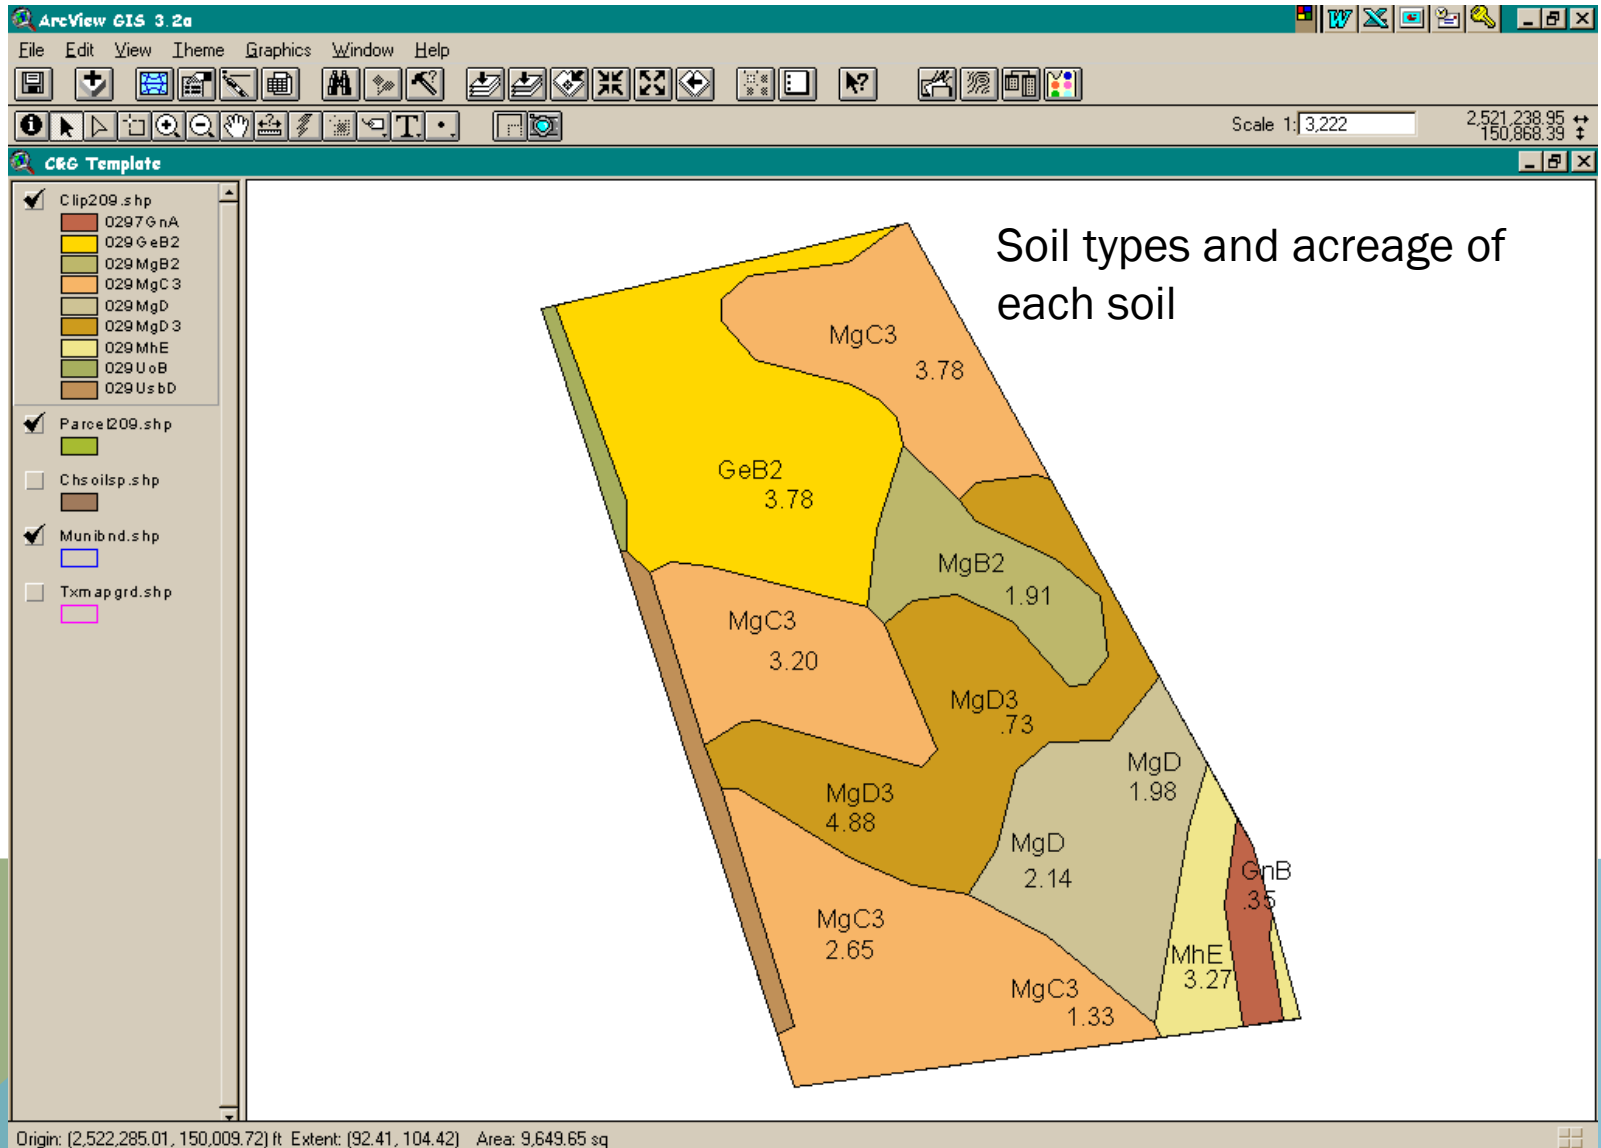 ArcView GIS 3.2a
File Edit View Theme Graphics Window Help
Scale 1: 3,222
2,521,238.95
150,868.39
C&G Template
Clip209.shp
0297GnA
029GeB2
029MgB2
029MgC3
029MgD
029MgD3
029MhE
029UoB
029UsbD
Parcel209.shp
Chsoilsp.shp
Munibnd.shp
Txmapgrd.shp
Soil types and acreage of
each soil
MgC3
3.78
GeB2
3.78
MgB2
1.91
MgC3
3.20
MgD3
.73
MgD
1.98
MgD3
4.88
MgD
2.14
GnB
.35
MgC3
2.65
MhE
3.27
MgC3
1.33
Origin: (2,522,285.01, 150,009.72) ft Extent: (92.41, 104.42) Area: 9,649.65 sq